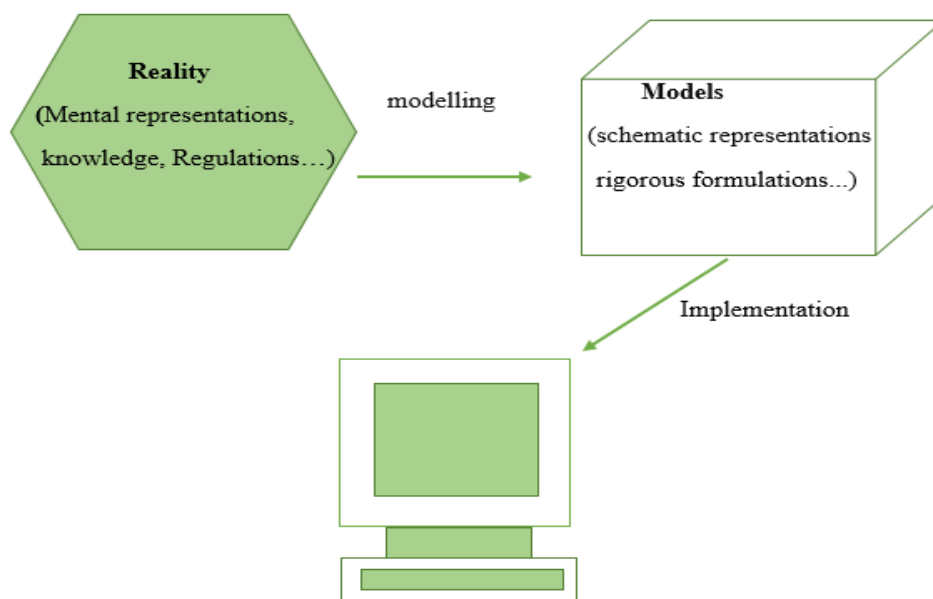 Reality
(Mental representations,
knowledge, Regulations…)
modelling
Models
(schematic representations
rigorous formulations...)
Implementation